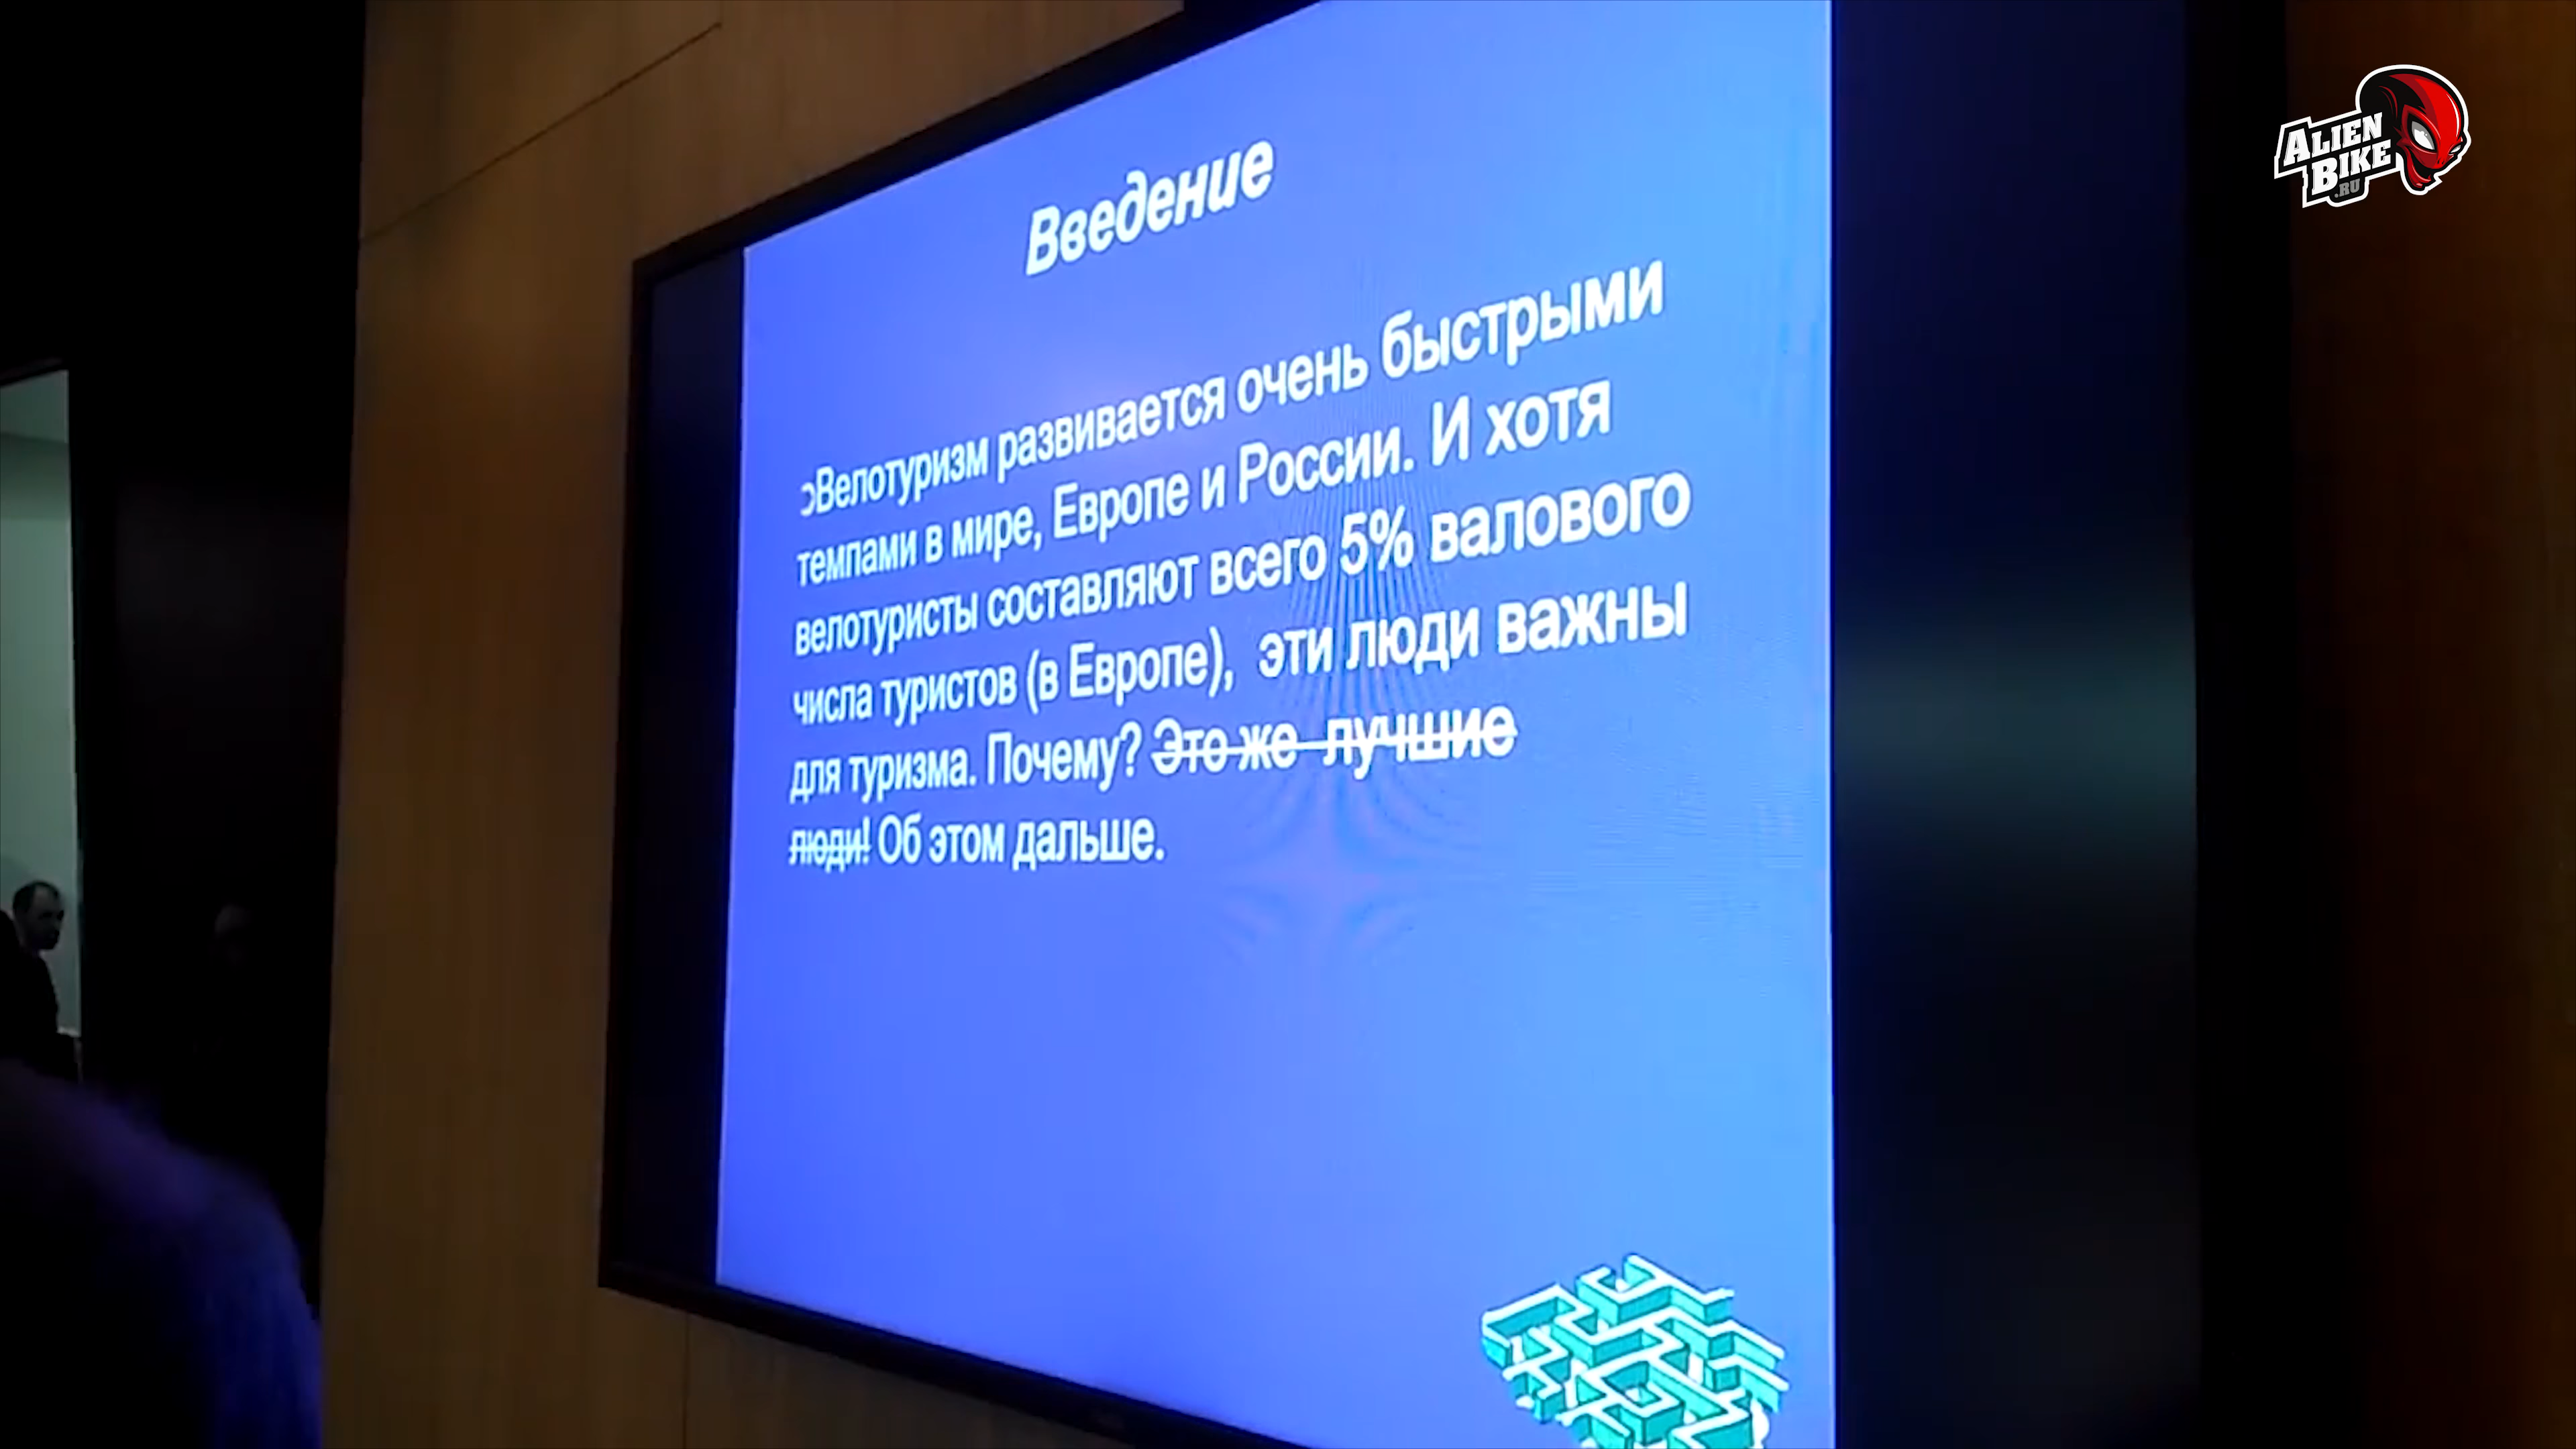 Введение
Велотуризм развивается очень быстрыми
темпами в мире, Европе и России. И хотя
велотуристы составляют всего 5% валового
числа туристов (в Европе), эти люди важны
для туризма. Почему? Это же лучшие
люди! Об этом дальше.
ALIEN
BIKE
.RU